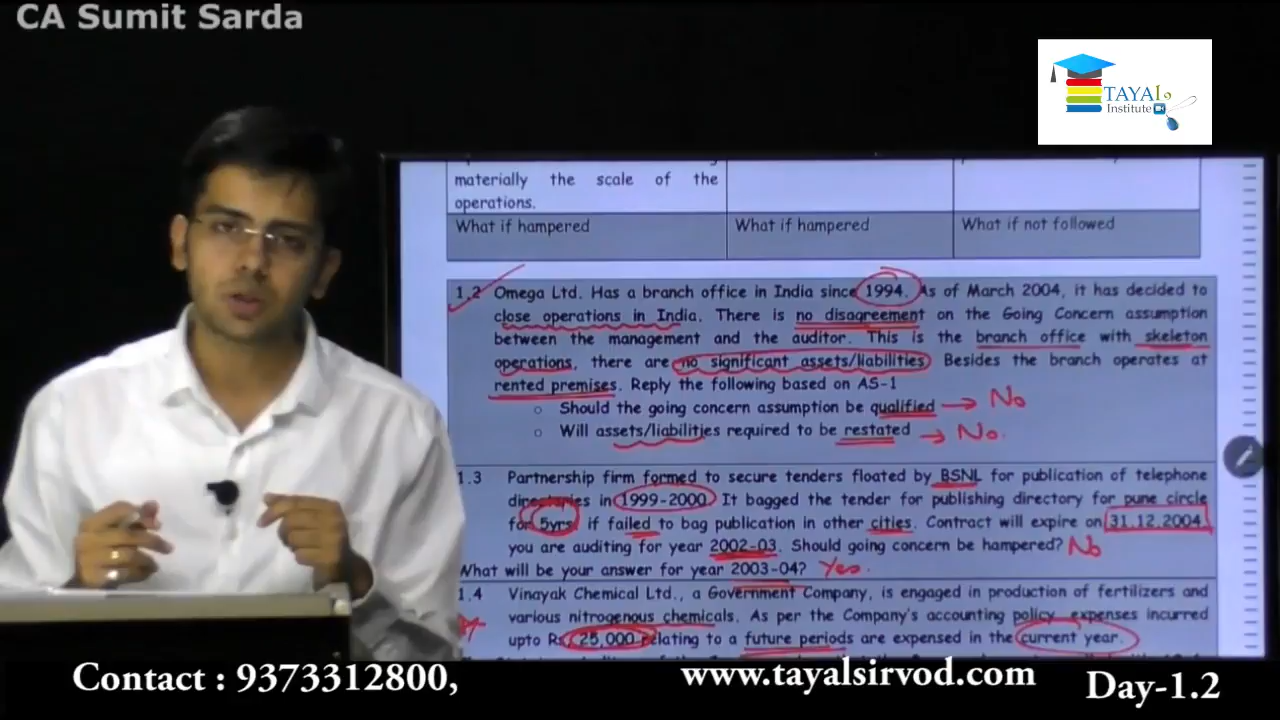 CA Sumit Sarda
TAYAL
Institute
materially the scale of the
operations.
What if hampered What if hampered What if not followed
1.2 Omega Ltd. Has a branch office in India since 1994. As of March 2004, it has decided to
close operations in India. There is no disagreement on the Going Concern assumption
between the management and the auditor. This is the branch office with skeleton
operations, there are no significant assets/liabilities Besides the branch operates at
rented premises. Reply the following based on AS-1
Should the going concern assumption be qualified → No
Will assets/liabilities required to be restated → No.
1.3 Partnership firm formed to secure tenders floated by BSNL for publication of telephone
directories in 1999-2000 It bagged the tender for publishing directory for pune circle
for 5yrs if failed to bag publication in other cities. Contract will expire on 31.12.2004
you are auditing for year 2002-03. Should going concern be hampered? No
What will be your answer for year 2003-04? Yes.
1.4 Vinayak Chemical Ltd., a Government Company, is engaged in production of fertilizers and
various nitrogenous chemicals. As per the Company's accounting policy expenses incurred
upto Rs. 25,000 relating to a future periods are expensed in the current year.
Contact : 9373312800, www.tayalsirvod.com Day-1.2